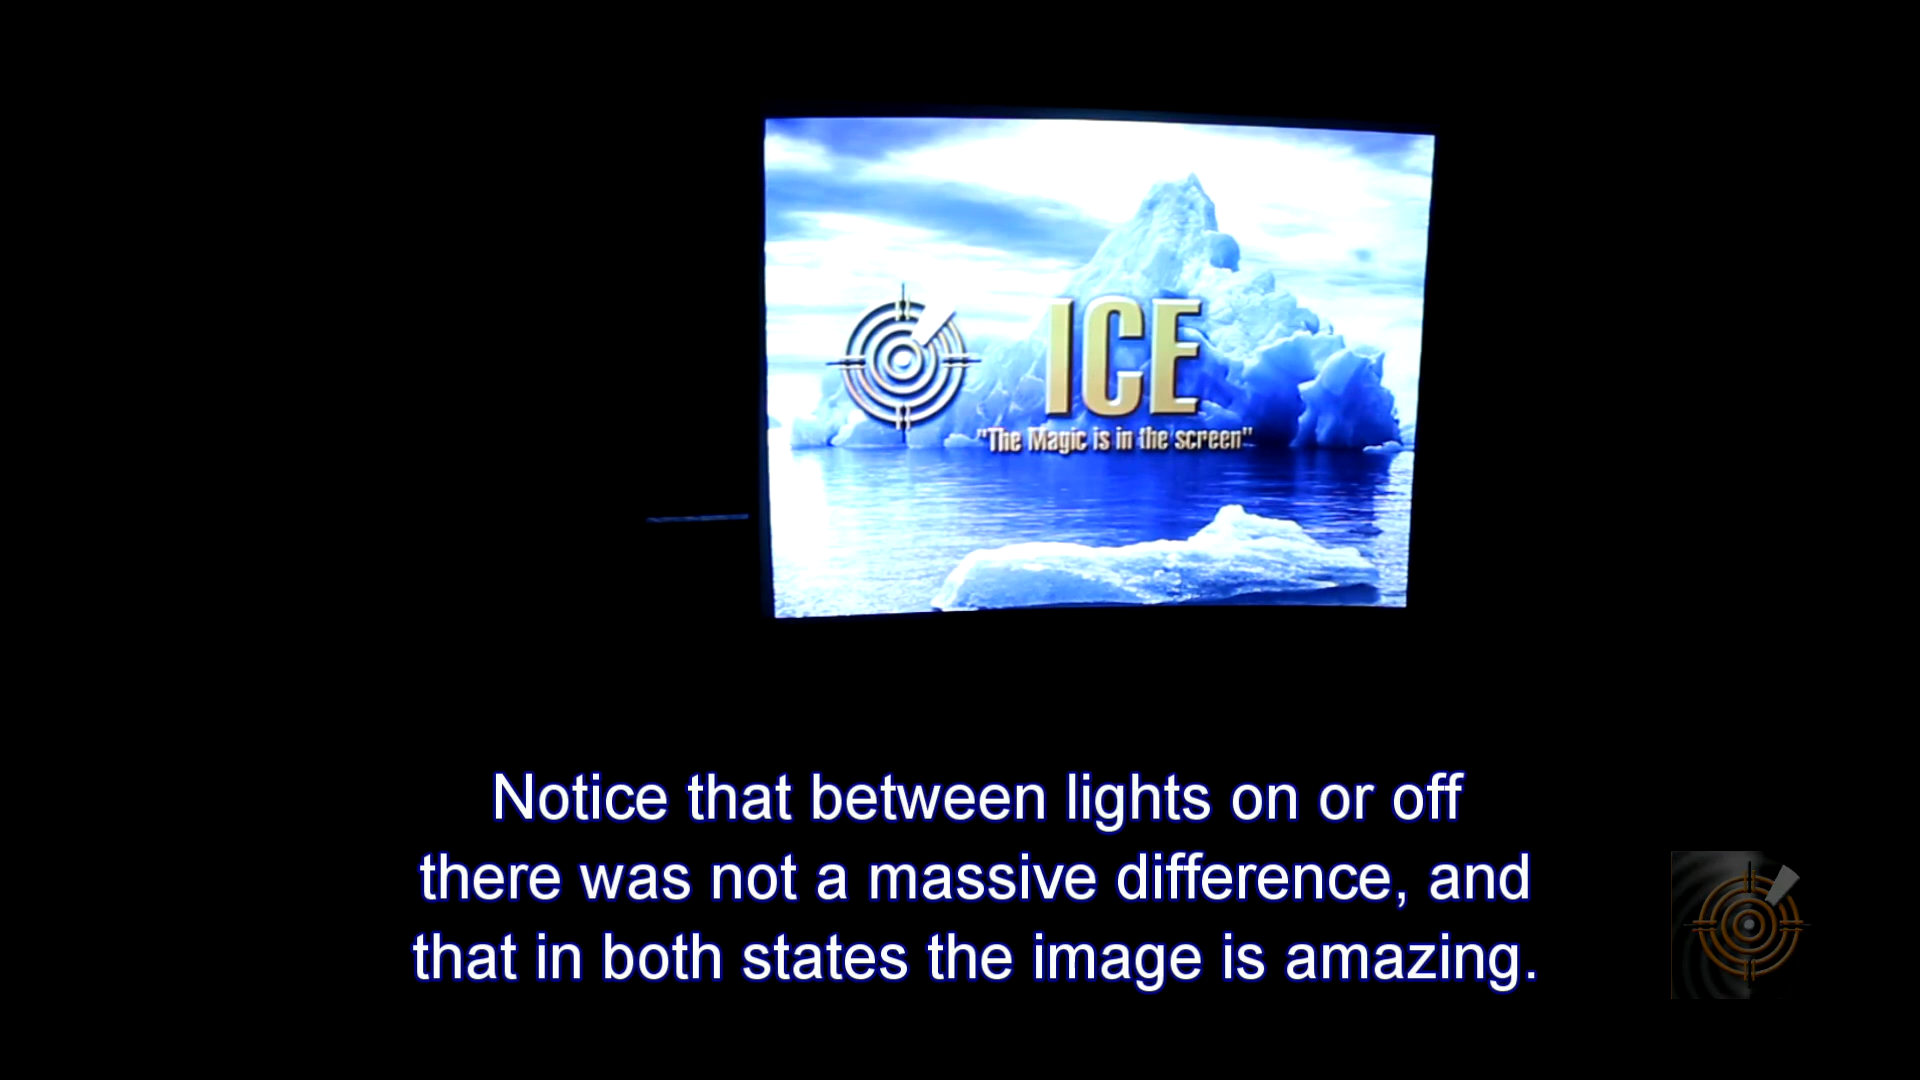 ICE
"The Magic is in the screen"
Notice that between lights on or off
there was not a massive difference, and
that in both states the image is amazing.